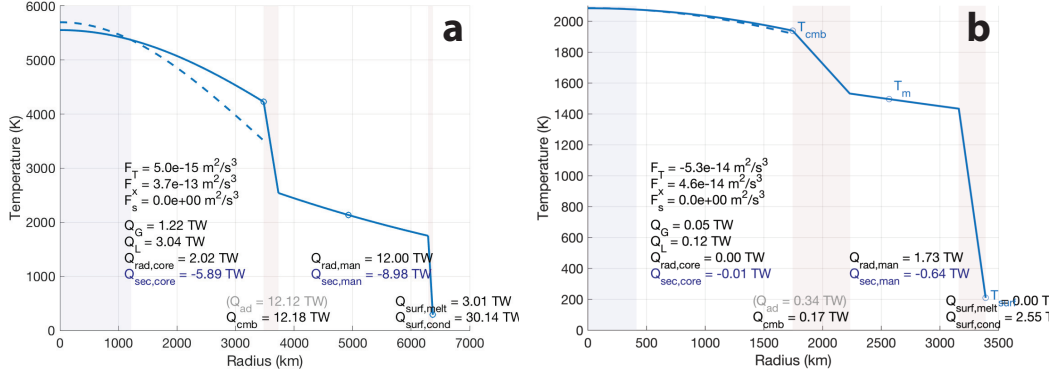 a
6000
5000
4000
3000
2000
1000
0
Temperature (K)
F_T = 5.0e-15 m^2/s^3
F_x = 3.7e-13 m^2/s^3
F_s = 0.0e+00 m^2/s^3
Q_G = 1.22 TW
Q_L = 3.04 TW
Q_rad,core = 2.02 TW
Q_rad,man = 12.00 TW
Q_sec,core = -5.89 TW
Q_sec,man = -8.98 TW
(Q_ad = 12.12 TW)
Q_surf,melt = 3.01 TW
Q_cmb = 12.18 TW
Q_surf,cond = 30.14 TW
0 1000 2000 3000 4000 5000 6000 7000
Radius (km)
b
2000
1800
1600
1400
1200
1000
800
600
400
200
0
Temperature (K)
T_cmb
T_m
F_T = -5.3e-14 m^2/s^3
F_x = 4.6e-14 m^2/s^3
F_s = 0.0e+00 m^2/s^3
Q_G = 0.05 TW
Q_L = 0.12 TW
Q_rad,core = 0.00 TW
Q_rad,man = 1.73 TW
Q_sec,core = -0.01 TW
Q_sec,man = -0.64 TW
(Q_ad = 0.34 TW)
Q_surf,melt = 0.00 T
Q_cmb = 0.17 TW
Q_surf,cond = 2.55 T
0 500 1000 1500 2000 2500 3000 3500
Radius (km)